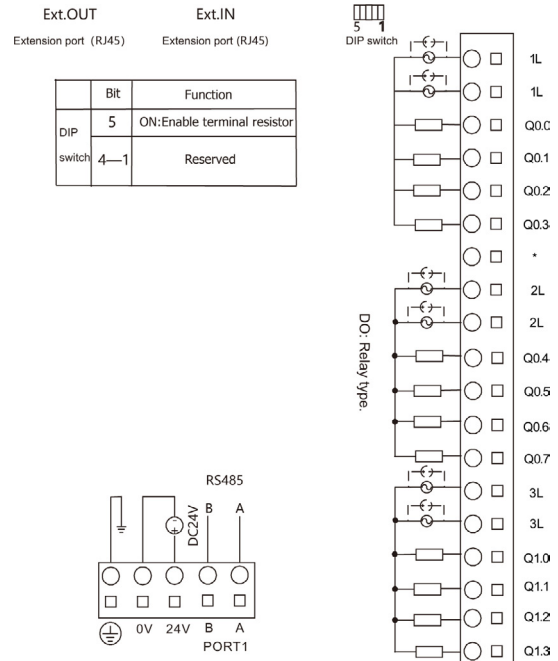 Ext.OUT
Ext.IN
Extension port (RJ45)
Extension port (RJ45)
5 1
DIP switch
Bit
Function
DIP switch
5
ON:Enable terminal resistor
4—1
Reserved
1L
1L
Q0.0
Q0.1
Q0.2
Q0.3
*
2L
2L
Q0.4
Q0.5
Q0.6
Q0.7
3L
3L
Q1.0
Q1.1
Q1.2
Q1.3
DO: Relay type.
RS485
DC24V
B
A
0V
24V
B
A
PORT1